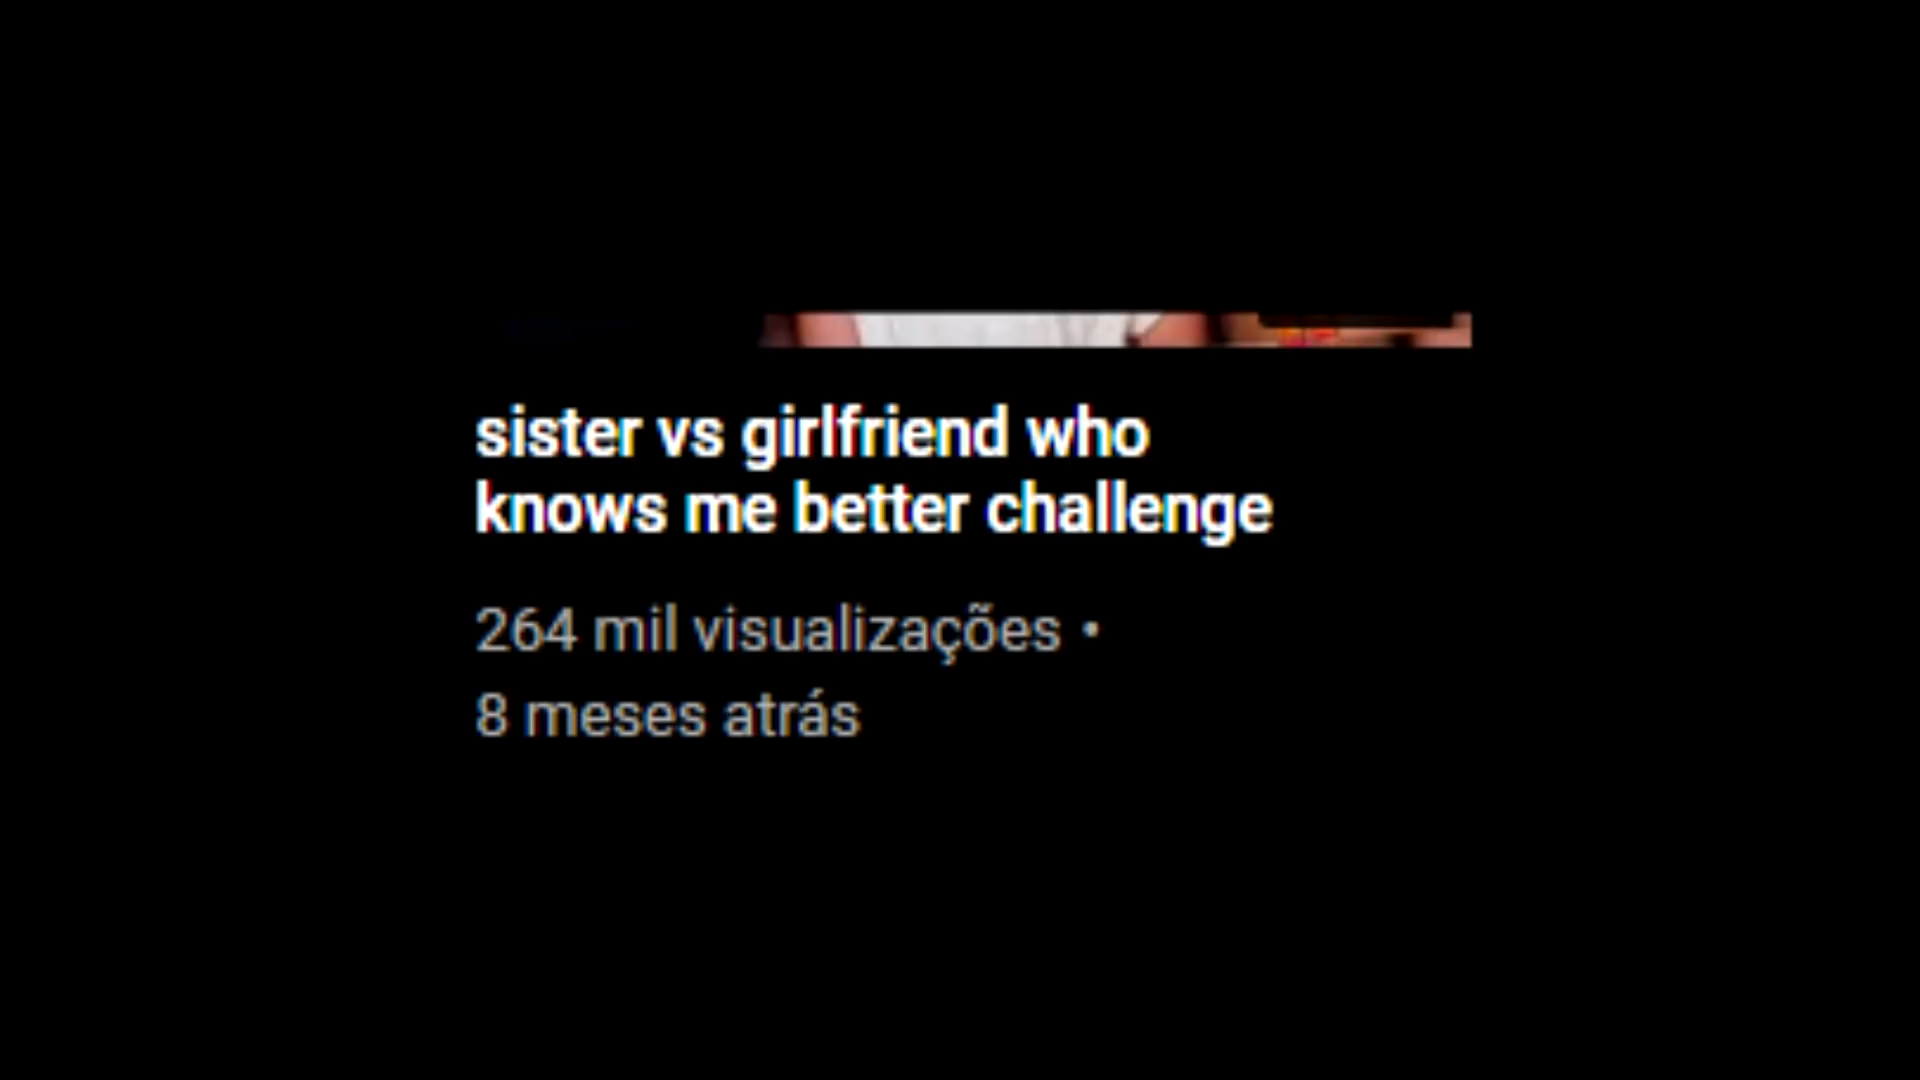 sister vs girlfriend who
knows me better challenge
264 mil visualizações •
8 meses atrás